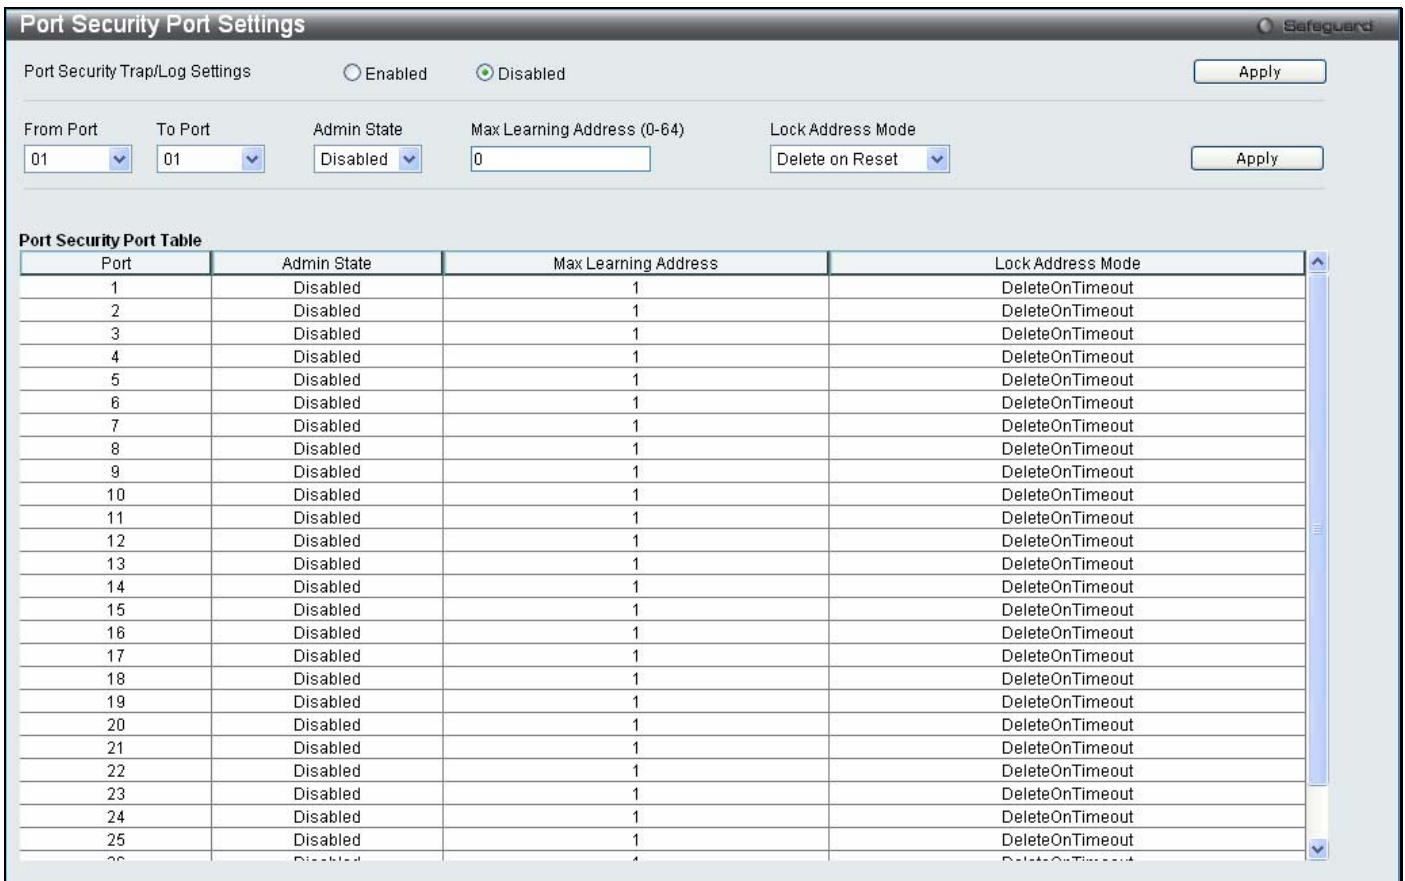 Port Security Port Settings
Safeguard
Port Security Trap/Log Settings Enabled Disabled Apply
From Port To Port Admin State Max Learning Address (0-64) Lock Address Mode
01 01 Disabled 0 Delete on Reset Apply
Port Security Port Table
Port Admin State Max Learning Address Lock Address Mode
1 Disabled 1 DeleteOnTimeout
2 Disabled 1 DeleteOnTimeout
3 Disabled 1 DeleteOnTimeout
4 Disabled 1 DeleteOnTimeout
5 Disabled 1 DeleteOnTimeout
6 Disabled 1 DeleteOnTimeout
7 Disabled 1 DeleteOnTimeout
8 Disabled 1 DeleteOnTimeout
9 Disabled 1 DeleteOnTimeout
10 Disabled 1 DeleteOnTimeout
11 Disabled 1 DeleteOnTimeout
12 Disabled 1 DeleteOnTimeout
13 Disabled 1 DeleteOnTimeout
14 Disabled 1 DeleteOnTimeout
15 Disabled 1 DeleteOnTimeout
16 Disabled 1 DeleteOnTimeout
17 Disabled 1 DeleteOnTimeout
18 Disabled 1 DeleteOnTimeout
19 Disabled 1 DeleteOnTimeout
20 Disabled 1 DeleteOnTimeout
21 Disabled 1 DeleteOnTimeout
22 Disabled 1 DeleteOnTimeout
23 Disabled 1 DeleteOnTimeout
24 Disabled 1 DeleteOnTimeout
25 Disabled 1 DeleteOnTimeout